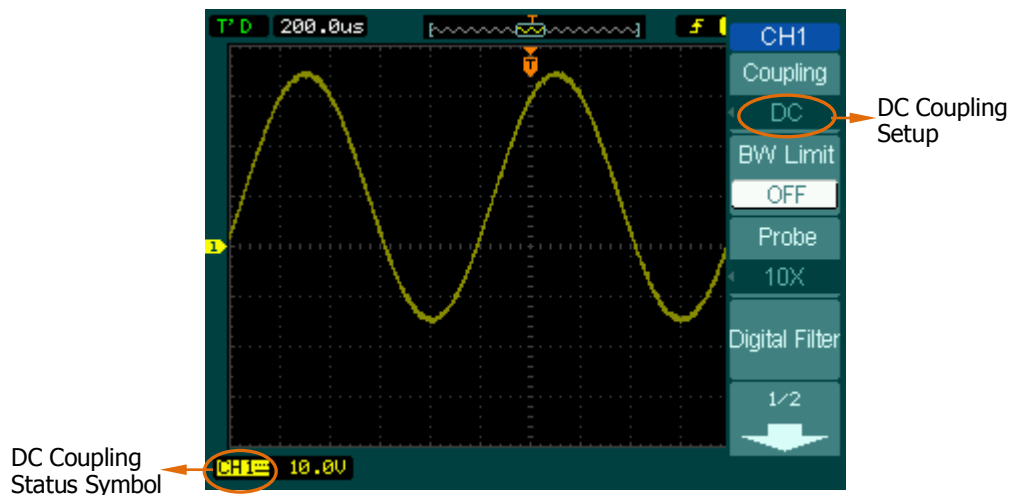 T'D 200.0us
T
T
CH1
Coupling
DC
DC Coupling
Setup
BW Limit
OFF
Probe
1
10X
Digital Filter
1/2
DC Coupling
Status Symbol
CH1 10.0V